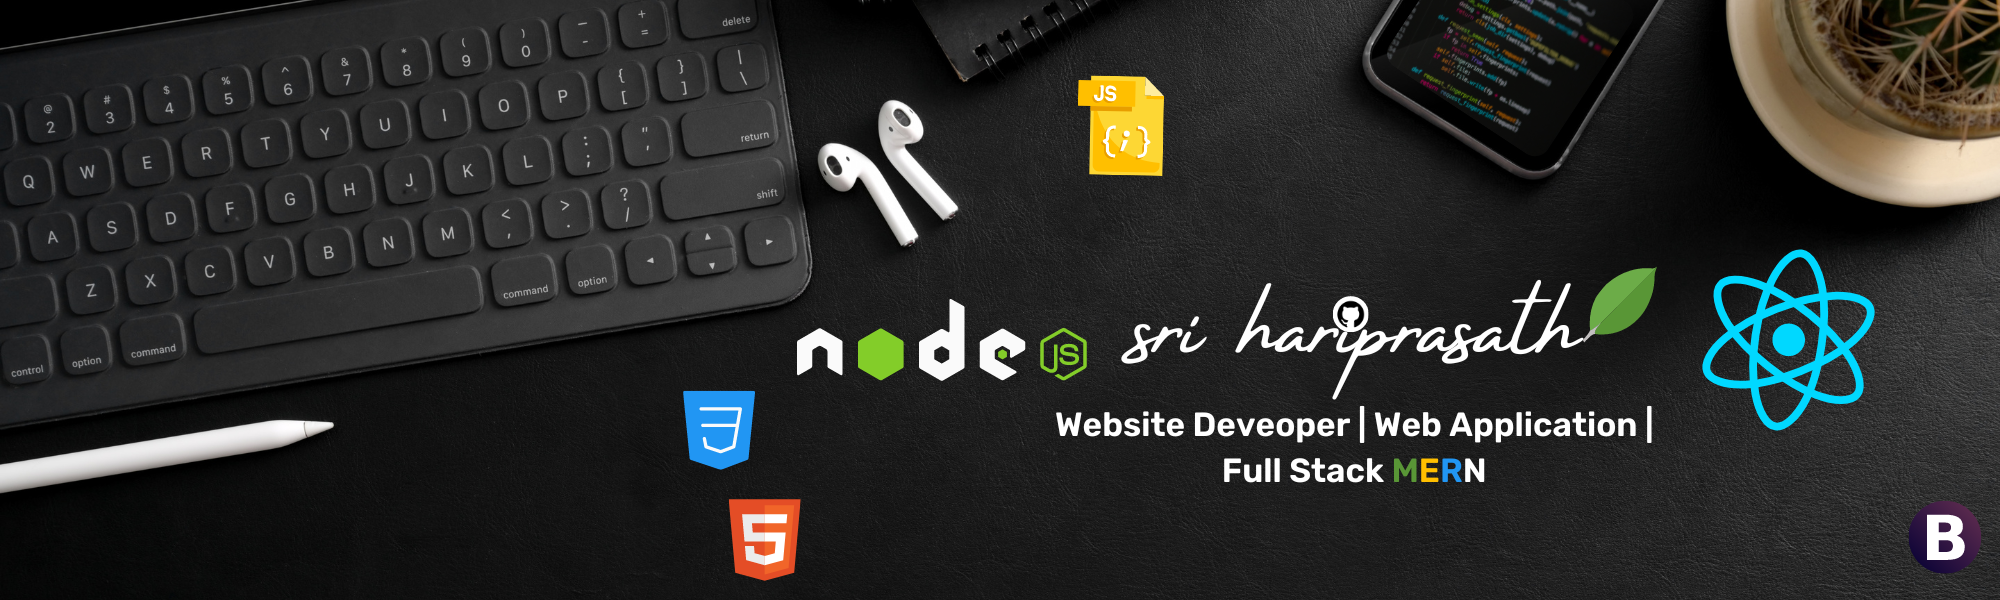 delete
@ # $ % ^ & * ( ) – +
2 3 4 5 6 7 8 9 0 - =
Q W E R T Y U I O P { [ } ] | \
return
A S D F G H J K L : ; " '
shift
Z X C V B N M < , > . ? /
control option command command option
JS
{;}
node JS
sri hariprasath
Website Deveoper | Web Application |
Full Stack MERN
3
5
B